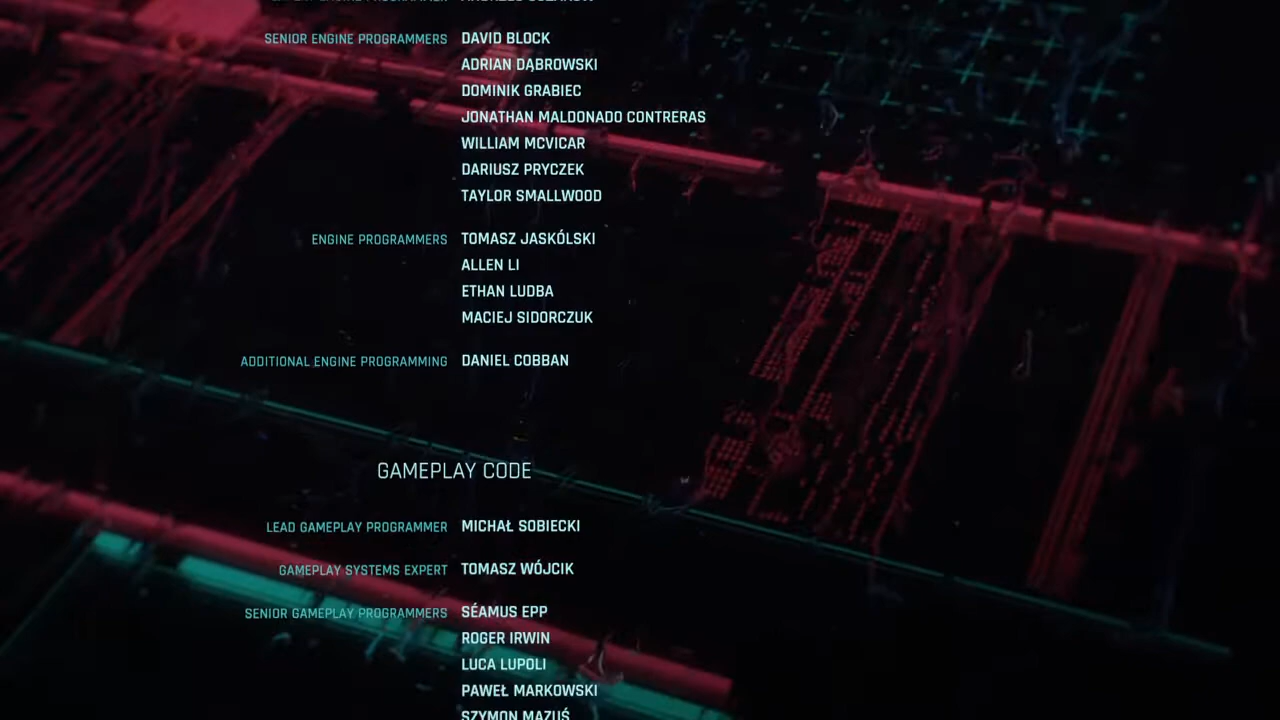 SENIOR ENGINE PROGRAMMERS DAVID BLOCK
ADRIAN DĄBROWSKI
DOMINIK GRABIEC
JONATHAN MALDONADO CONTRERAS
WILLIAM MCVICAR
DARIUSZ PRYCZEK
TAYLOR SMALLWOOD
ENGINE PROGRAMMERS TOMASZ JASKÓLSKI
ALLEN LI
ETHAN LUDBA
MACIEJ SIDORCZUK
ADDITIONAL ENGINE PROGRAMMING DANIEL COBBAN
GAMEPLAY CODE
LEAD GAMEPLAY PROGRAMMER MICHAŁ SOBIECKI
GAMEPLAY SYSTEMS EXPERT TOMASZ WÓJCIK
SENIOR GAMEPLAY PROGRAMMERS SÉAMUS EPP
ROGER IRWIN
LUCA LUPOLI
PAWEŁ MARKOWSKI
SZYMON MAZUŚ